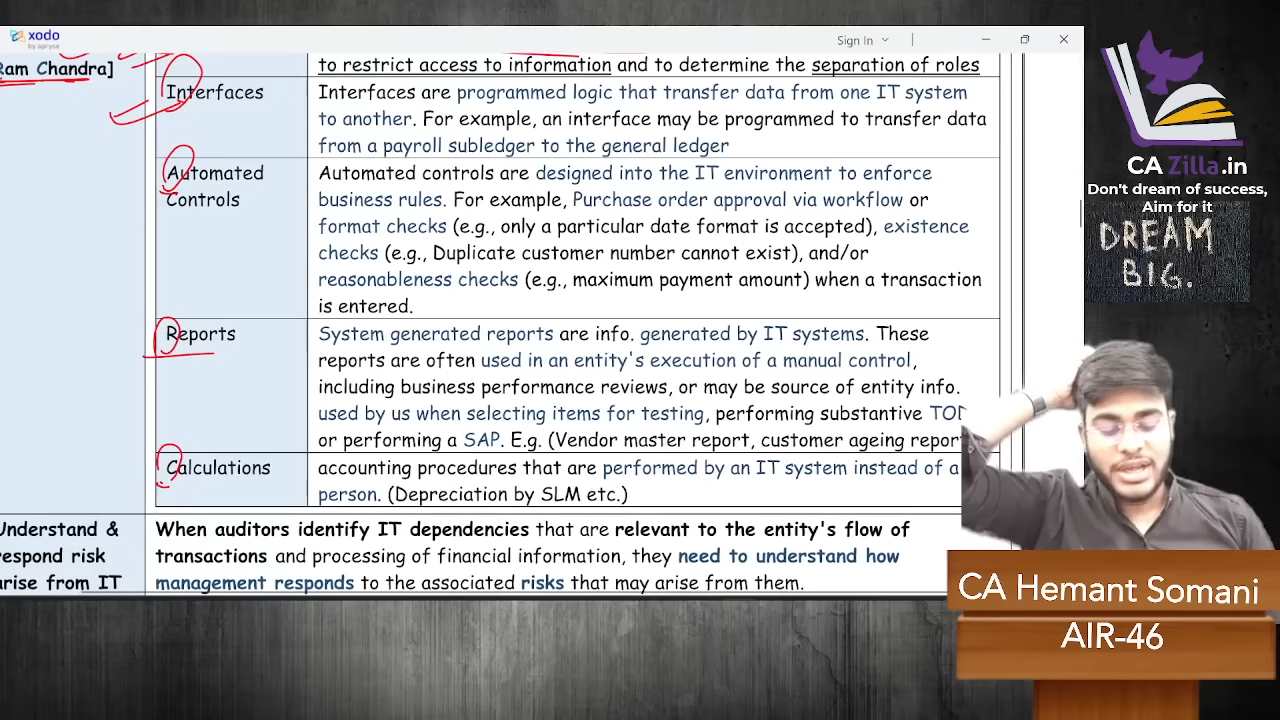 xodo
by apryse
Sign In
Ram Chandra]
to restrict access to information and to determine the separation of roles
Interfaces
Interfaces are programmed logic that transfer data from one IT system
to another. For example, an interface may be programmed to transfer data
from a payroll subledger to the general ledger
Automated
Controls
Automated controls are designed into the IT environment to enforce
business rules. For example, Purchase order approval via workflow or
format checks (e.g., only a particular date format is accepted), existence
checks (e.g., Duplicate customer number cannot exist), and/or
reasonableness checks (e.g., maximum payment amount) when a transaction
is entered.
Reports
System generated reports are info. generated by IT systems. These
reports are often used in an entity's execution of a manual control,
including business performance reviews, or may be source of entity info.
used by us when selecting items for testing, performing substantive
or performing a SAP. E.g. (Vendor master report, customer ageing report
Calculations
accounting procedures that are performed by an IT system instead of a
person. (Depreciation by SLM etc.)
Understand &
respond risk
arise from IT
When auditors identify IT dependencies that are relevant to the entity's flow of
transactions and processing of financial information, they need to understand how
management responds to the associated risks that may arise from them.
CA Zilla.in
Don't dream of success,
Aim for it
DREAM
BIG.
CA Hemant Somani
AIR-46